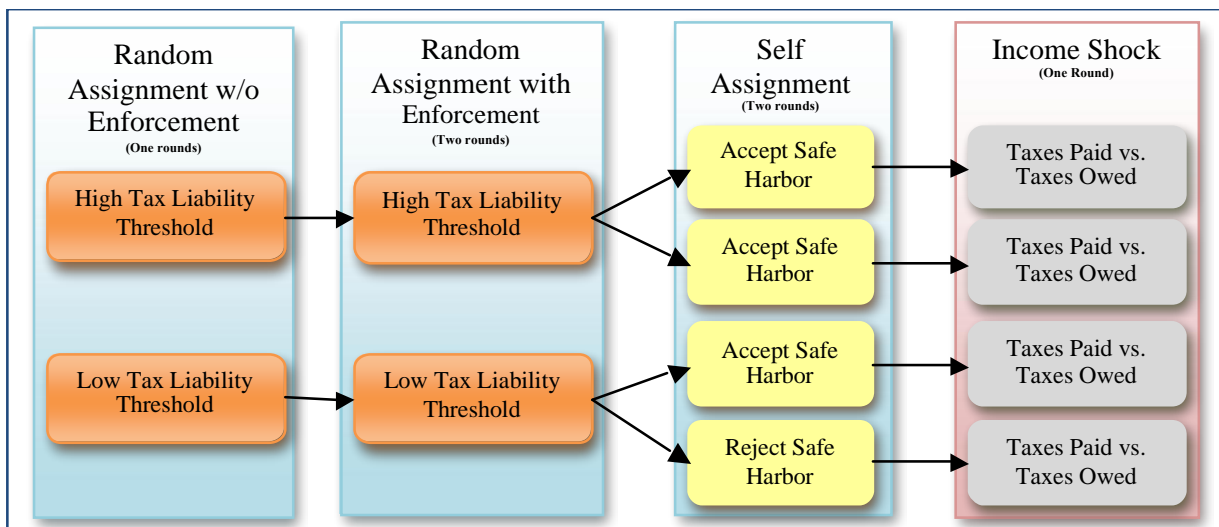 Random
Assignment w/o
Enforcement
(One rounds)
High Tax Liability
Threshold
Low Tax Liability
Threshold
Random
Assignment with
Enforcement
(Two rounds)
High Tax Liability
Threshold
Low Tax Liability
Threshold
Self
Assignment
(Two rounds)
Accept Safe
Harbor
Accept Safe
Harbor
Accept Safe
Harbor
Reject Safe
Harbor
Income Shock
(One Round)
Taxes Paid vs.
Taxes Owed
Taxes Paid vs.
Taxes Owed
Taxes Paid vs.
Taxes Owed
Taxes Paid vs.
Taxes Owed